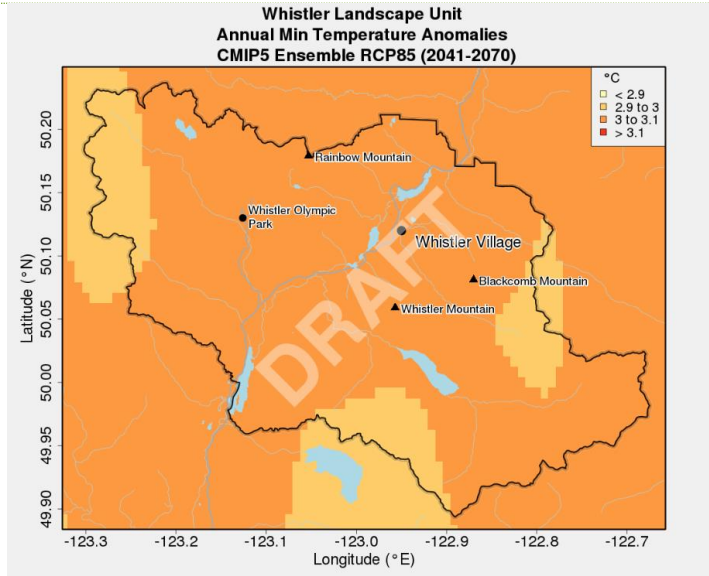 Whistler Landscape Unit
Annual Min Temperature Anomalies
CMIP5 Ensemble RCP85 (2041-2070)
°C
< 2.9
2.9 to 3
3 to 3.1
> 3.1
Rainbow Mountain
Whistler Olympic
Park
Whistler Village
Blackcomb Mountain
Whistler Mountain
DRAFT
Latitude (°N)
50.20
50.15
50.10
50.05
50.00
49.95
49.90
-123.3 -123.2 -123.1 -123.0 -122.9 -122.8 -122.7
Longitude (°E)